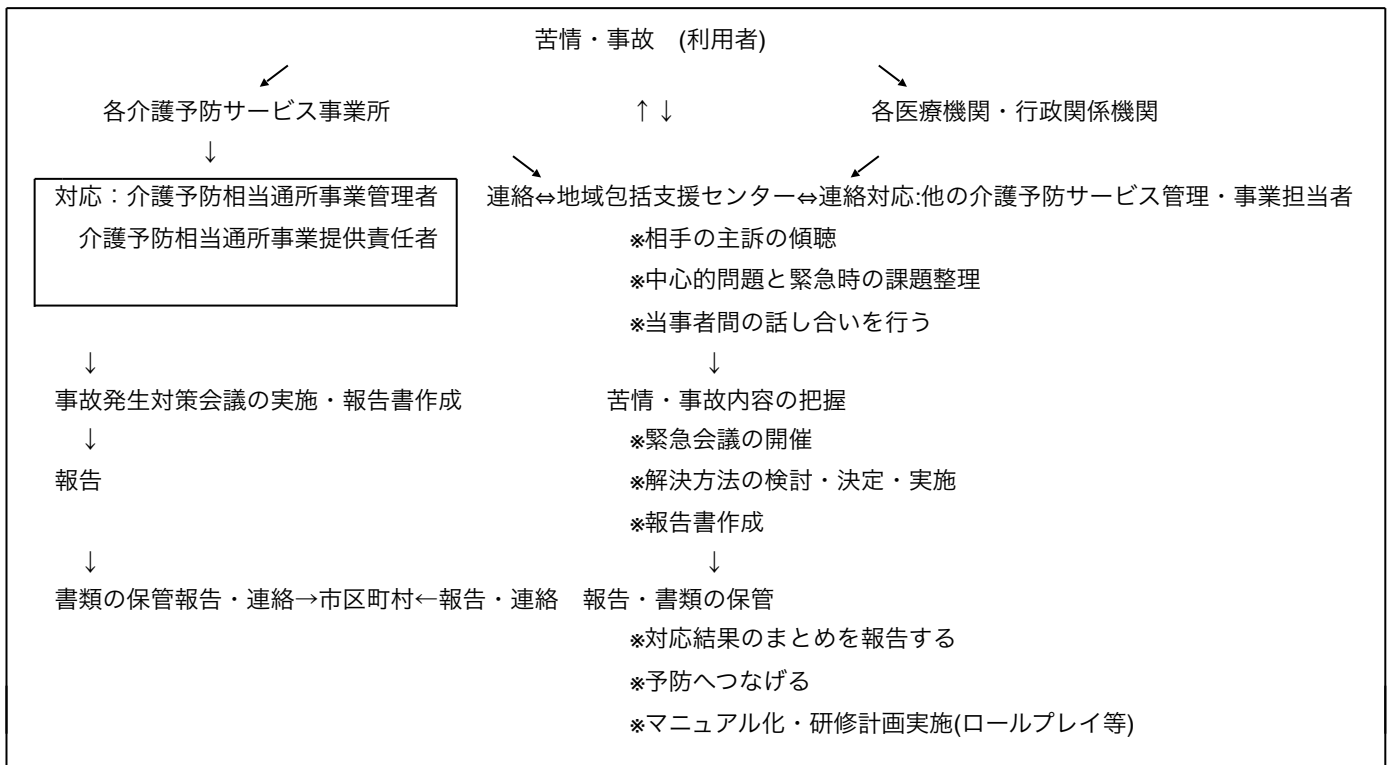 苦情・事故　(利用者)
各介護予防サービス事業所　↑↓　各医療機関・行政関係機関
↓
対応：介護予防相当通所事業管理者　連絡⇔地域包括支援センター⇔連絡対応:他の介護予防サービス管理・事業担当者
介護予防相当通所事業提供責任者　※相手の主訴の傾聴
※中心的問題と緊急時の課題整理
※当事者間の話し合いを行う
↓　↓
事故発生対策会議の実施・報告書作成　苦情・事故内容の把握
↓　※緊急会議の開催
報告　※解決方法の検討・決定・実施
※報告書作成
↓　↓
書類の保管報告・連絡→市区町村←報告・連絡　報告・書類の保管
※対応結果のまとめを報告する
※予防へつなげる
※マニュアル化・研修計画実施(ロールプレイ等)